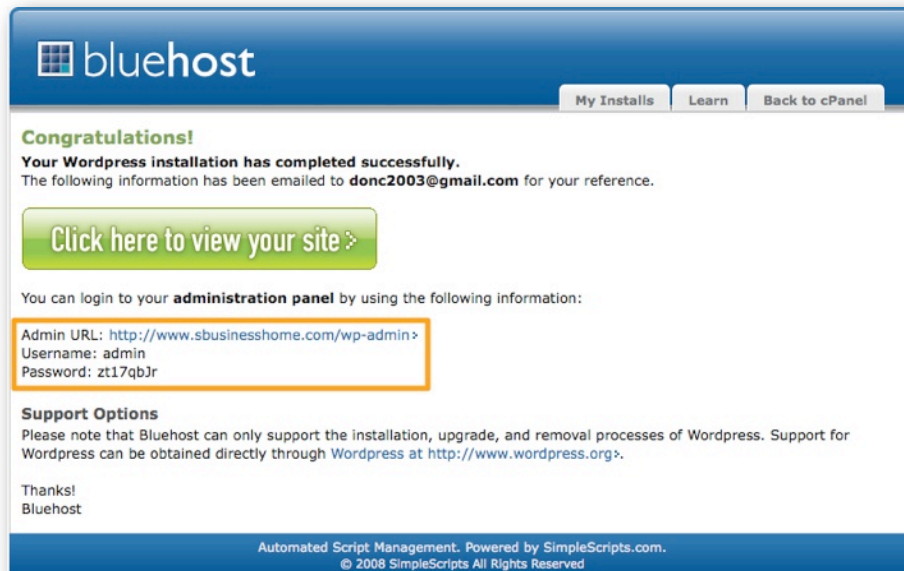 bluehost
My Installs Learn Back to cPanel
Congratulations!
Your Wordpress installation has completed successfully.
The following information has been emailed to donc2003@gmail.com for your reference.
Click here to view your site >
You can login to your administration panel by using the following information:
Admin URL: http://www.sbusinesshome.com/wp-admin
Username: admin
Password: zt17qbJr
Support Options
Please note that Bluehost can only support the installation, upgrade, and removal processes of Wordpress. Support for
Wordpress can be obtained directly through Wordpress at http://www.wordpress.org.
Thanks!
Bluehost
Automated Script Management. Powered by SimpleScripts.com.
© 2008 SimpleScripts All Rights Reserved